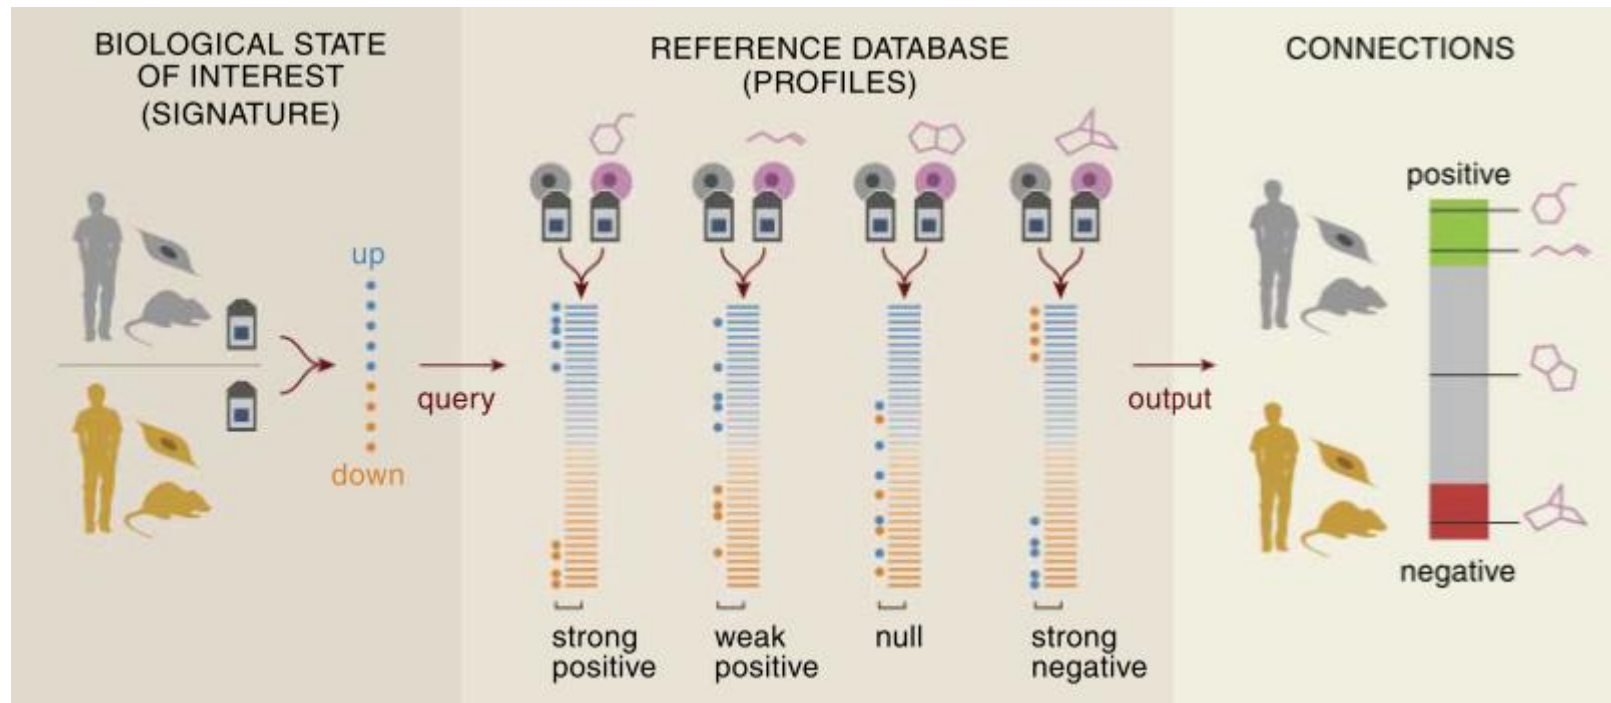 BIOLOGICAL STATE
OF INTEREST
(SIGNATURE)
up
down
query
REFERENCE DATABASE
(PROFILES)
strong
positive
weak
positive
null
strong
negative
output
CONNECTIONS
positive
negative